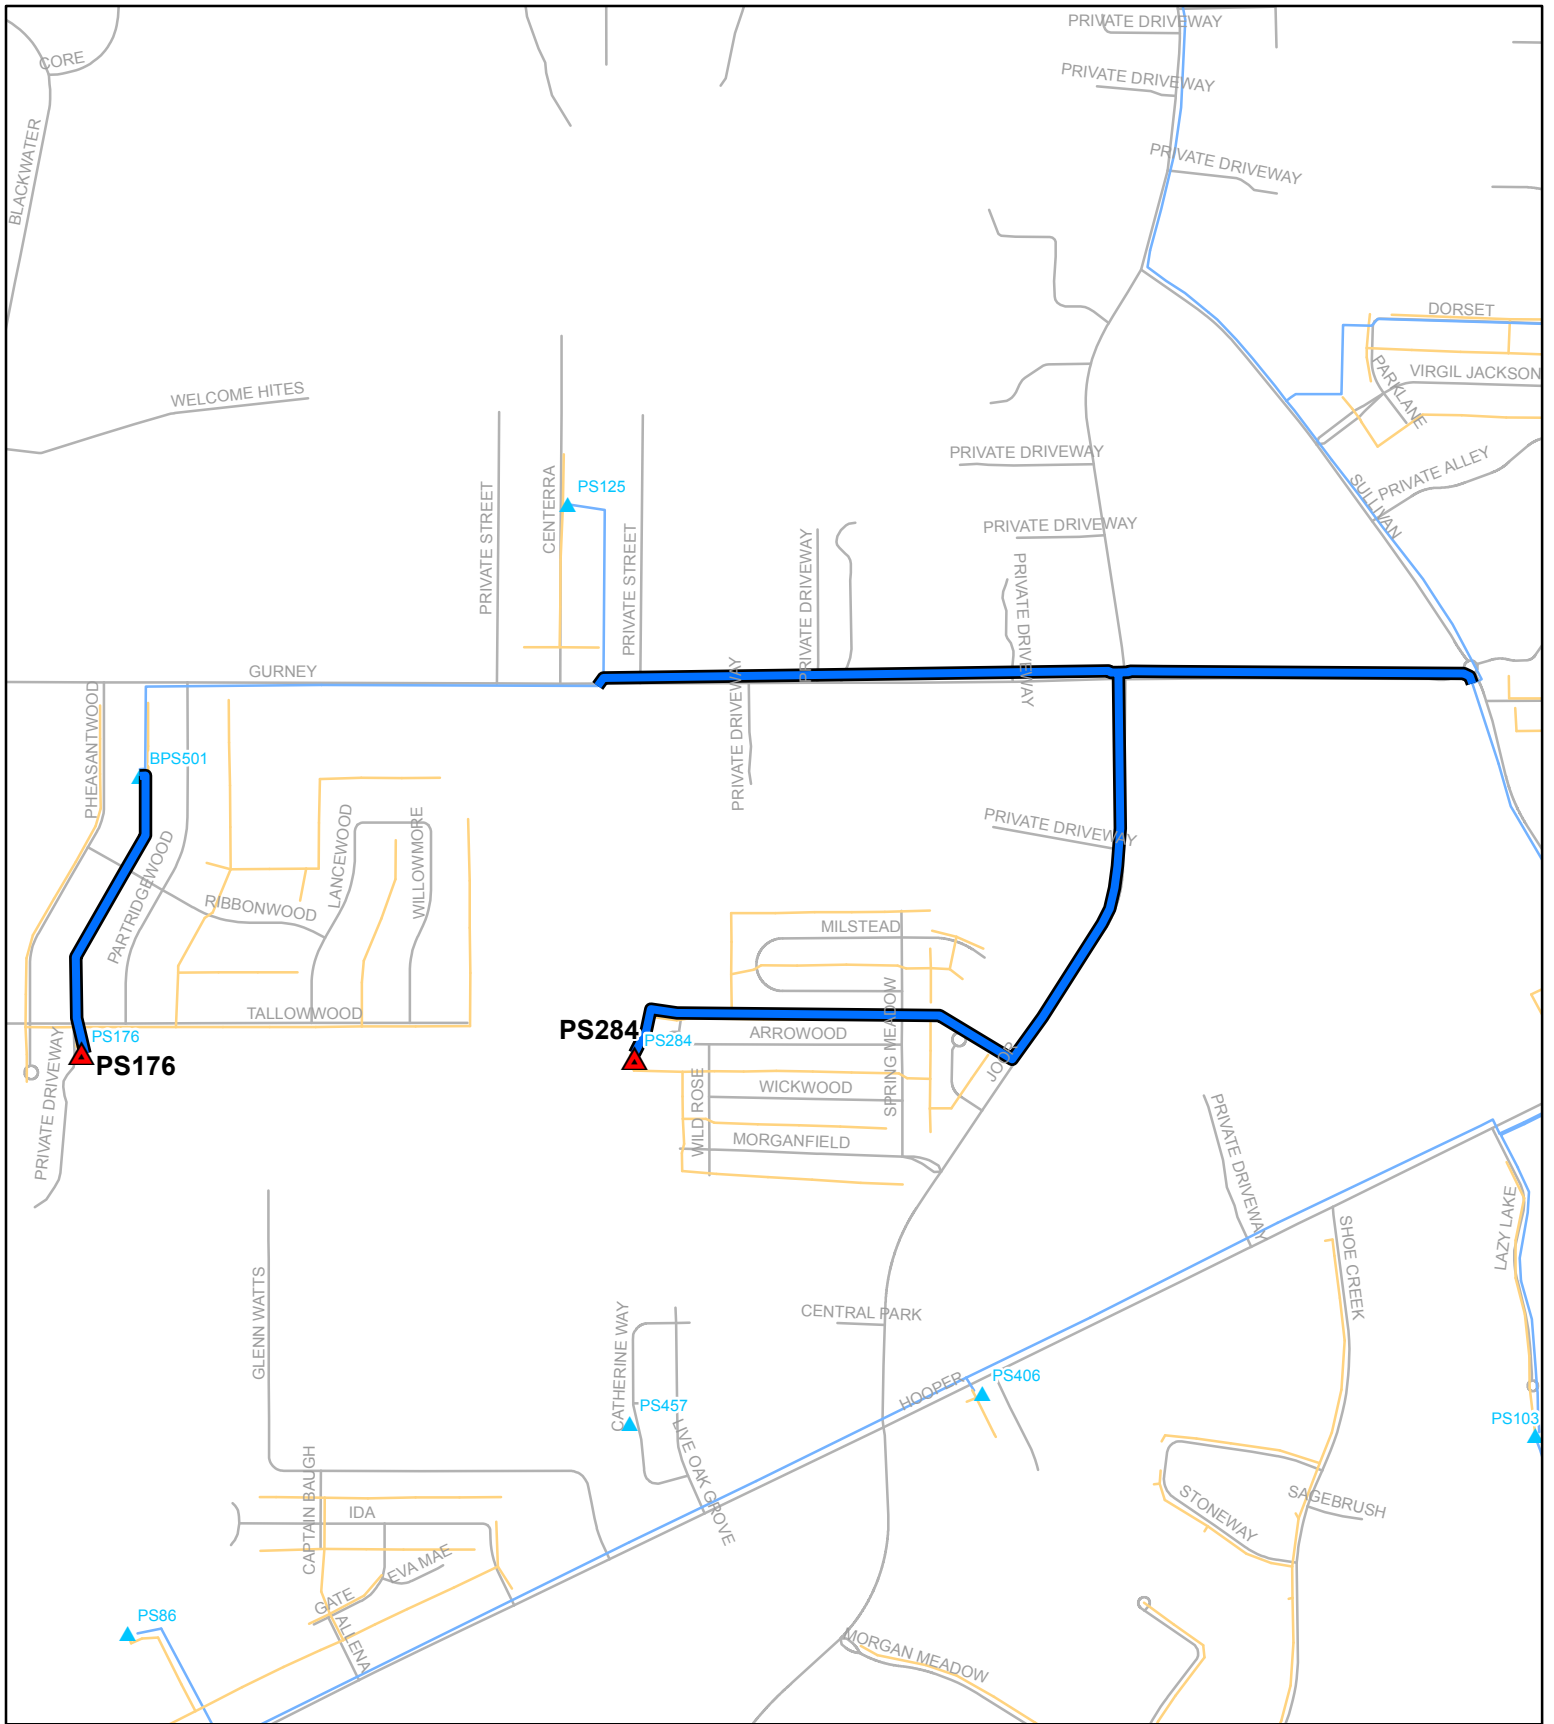 PRIVATE DRIVEWAY
CORE
PRIVATE DRIVEWAY
BLACKWATER
PRIVATE DRIVEWAY
DORSET
VIRGIL JACKSON
PARKLANE
WELCOME HITES
PRIVATE DRIVEWAY
PRIVATE ALLEY
SULLIVAN
PS125
CENTERRA
PRIVATE STREET
PRIVATE STREET
PRIVATE DRIVEWAY
PRIVATE DRIVEWAY
PRIVATE DRIVEWAY
GURNEY
PRIVATE DRIVEWAY
PHEASANTWOOD
BPS501
PRIVATE DRIVEWAY
PARTRIDGEWOOD
LANCEWOOD
WILLOWMORE
RIBBONWOOD
MILSTEAD
SPRING MEADOW
TALLOWWOOD
PS284
PS284
ARROWOOD
PS176
PS176
PRIVATE DRIVEWAY
JOOR
WILD ROSE
WICKWOOD
MORGANFIELD
PRIVATE DRIVEWAY
LAZY LAKE
SHOE CREEK
GLENN WATTS
CATHERINE WAY
CENTRAL PARK
HOOPER
PS406
PS457
LIVE OAK GROVE
PS103
CAPTAIN BAUGH
IDA
STONEWAY
SAGEBRUSH
EVA MAE
GATE
ALLENA
PS86
MORGAN MEADOW